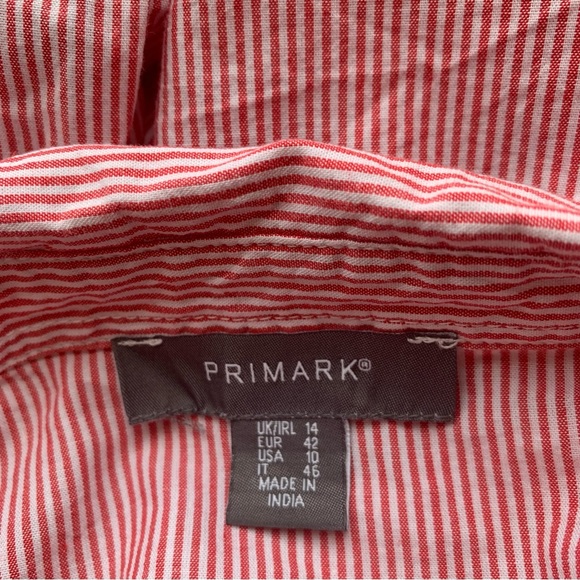 PRIMARK®
UK/IRL 14
EUR 42
USA 10
IT 46
MADE IN
INDIA